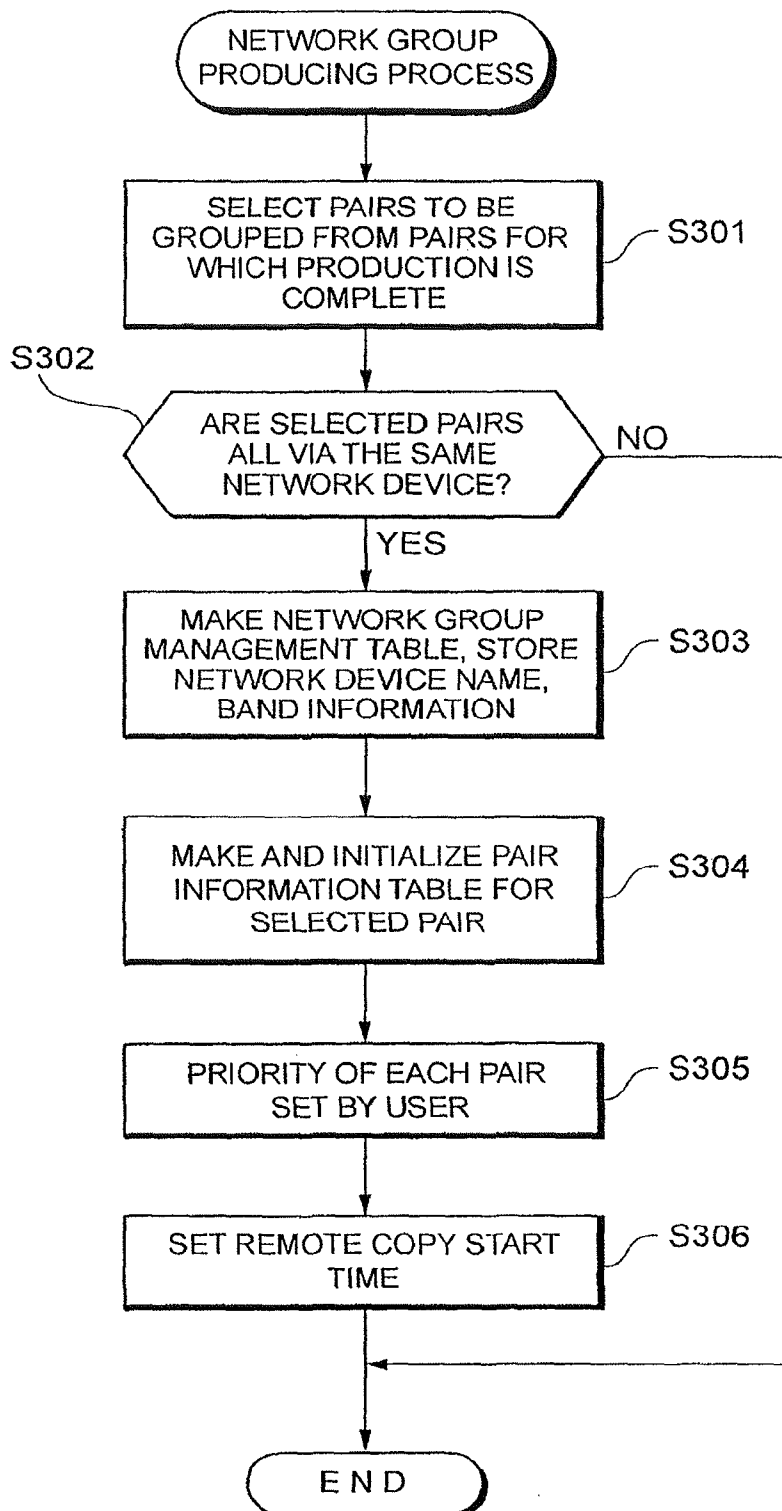 NETWORK GROUP
PRODUCING PROCESS
SELECT PAIRS TO BE
GROUPED FROM PAIRS FOR
WHICH PRODUCTION IS
COMPLETE
S301
S302
ARE SELECTED PAIRS
ALL VIA THE SAME
NETWORK DEVICE?
NO
YES
MAKE NETWORK GROUP
MANAGEMENT TABLE, STORE
NETWORK DEVICE NAME,
BAND INFORMATION
S303
MAKE AND INITIALIZE PAIR
INFORMATION TABLE FOR
SELECTED PAIR
S304
PRIORITY OF EACH PAIR
SET BY USER
S305
SET REMOTE COPY START
TIME
S306
END